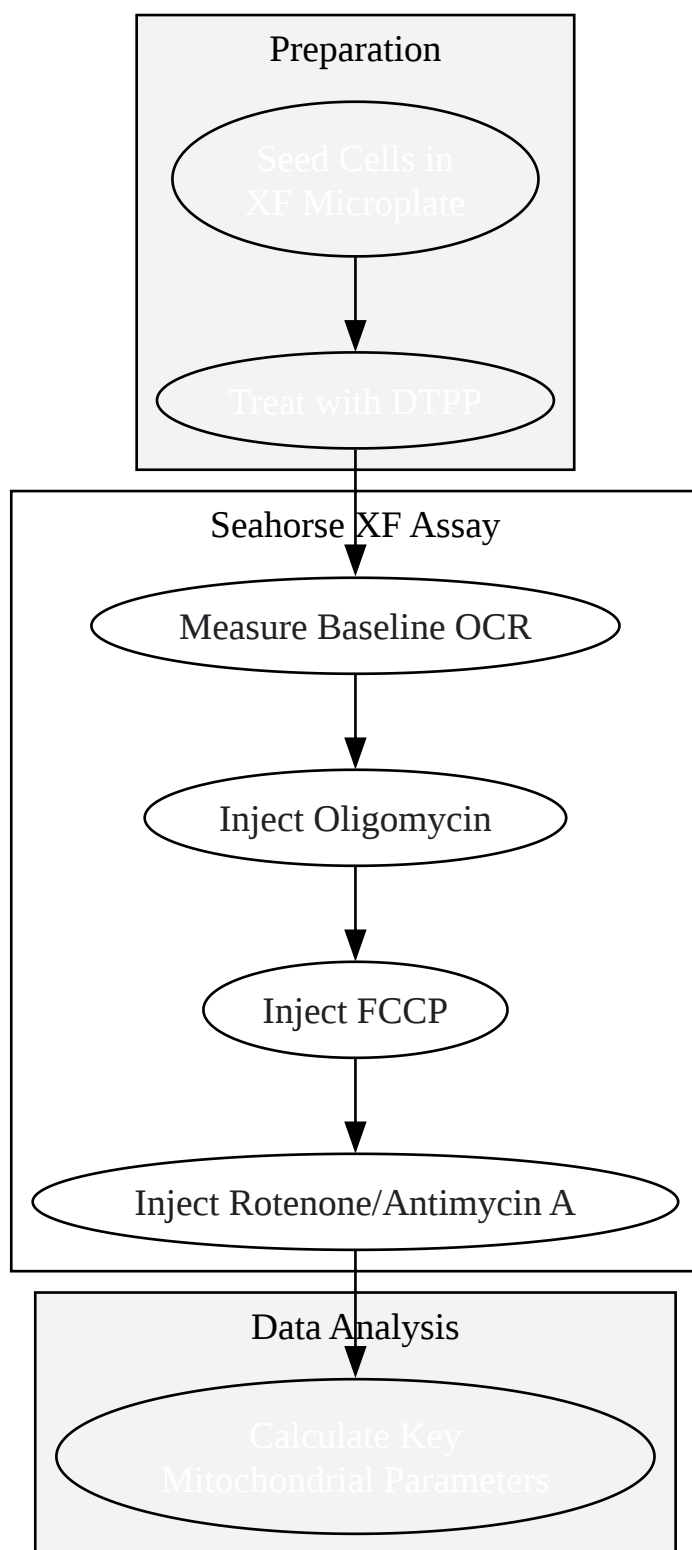 Preparation
Seed Cells in
XF Microplate
Treat with DTPP
Seahorse XF Assay
Measure Baseline OCR
Inject Oligomycin
Inject FCCP
Inject Rotenone/Antimycin A
Data Analysis
Calculate Key
Mitochondrial Parameters